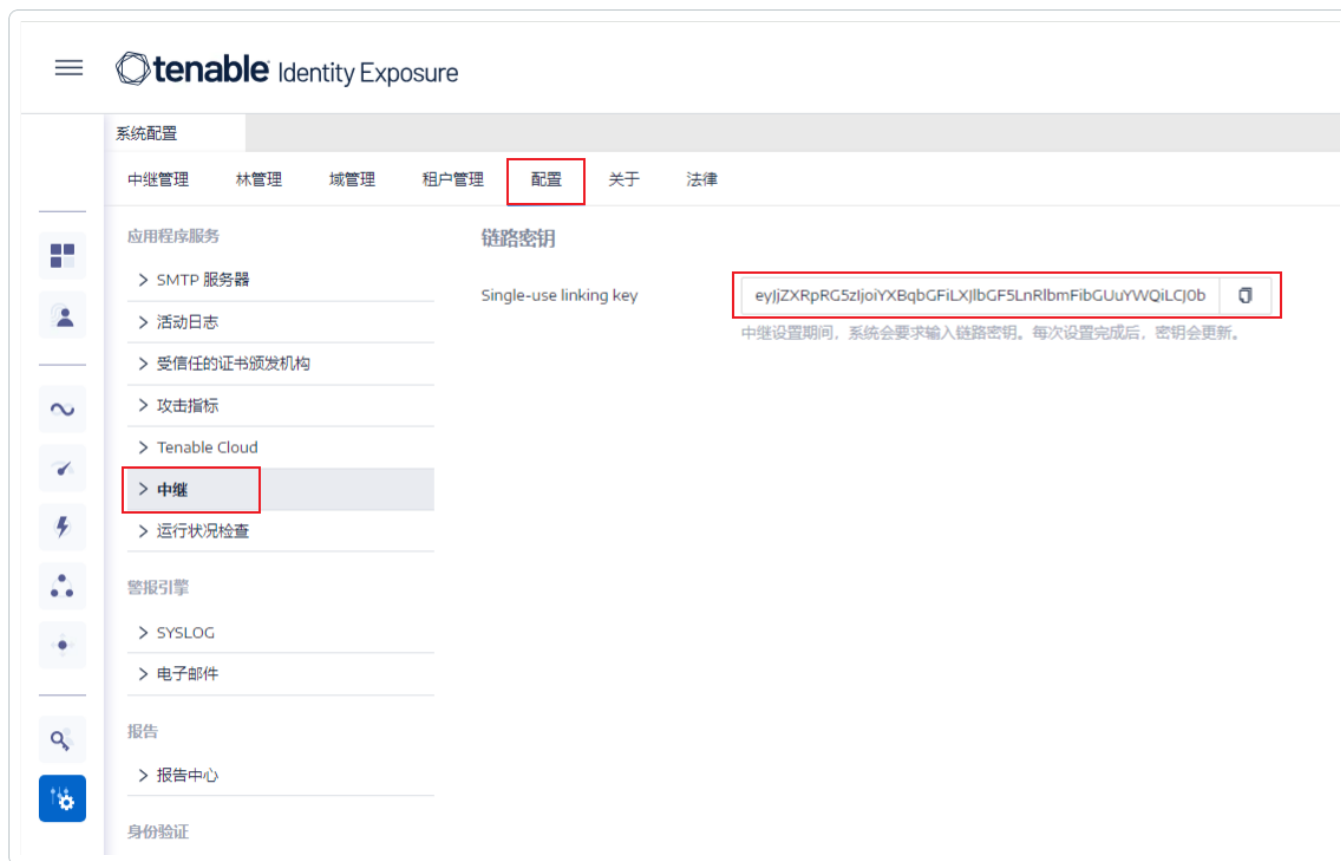 tenable Identity Exposure
系统配置
中继管理 林管理 域管理 租户管理 配置 关于 法律
应用程序服务
SMTP 服务器
活动日志
受信任的证书颁发机构
攻击指标
Tenable Cloud
中继
运行状况检查
警报引擎
SYSLOG
电子邮件
报告
报告中心
身份验证
链路密钥
Single-use linking key
eyJjZXRpRG5zIjoiYXBqbGFiLXJlbGF5LnRlbmFibGUuYWQiLCJ0b
中继设置期间，系统会要求输入链路密钥。每次设置完成后，密钥会更新。